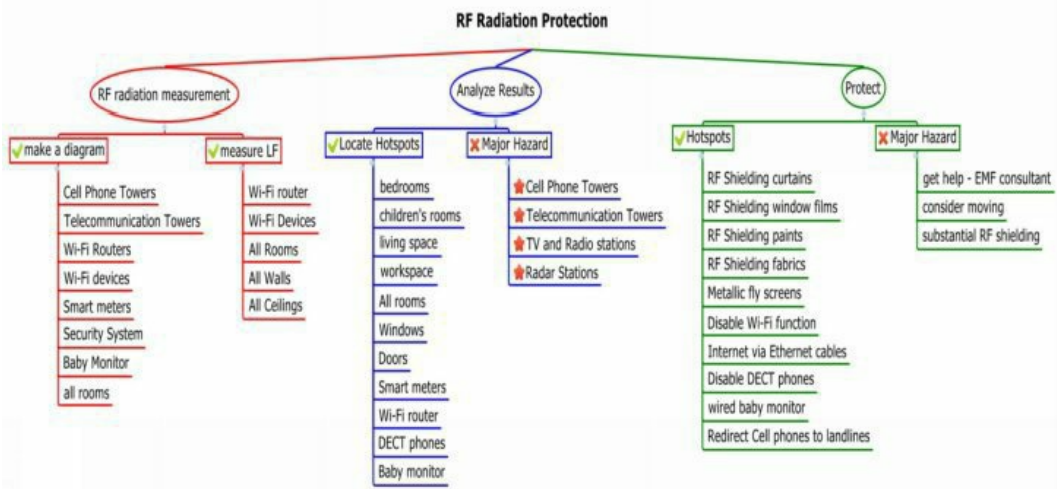 RF Radiation Protection
RF radiation measurement
make a diagram
Cell Phone Towers
Telecommunication Towers
Wi-Fi Routers
Wi-Fi devices
Smart meters
Security System
Baby Monitor
all rooms
measure LF
Wi-Fi router
Wi-Fi Devices
All Rooms
All Walls
All Ceilings
Analyze Results
Locate Hotspots
bedrooms
children's rooms
living space
workspace
All rooms
Windows
Doors
Smart meters
Wi-Fi router
DECT phones
Baby monitor
Major Hazard
Cell Phone Towers
Telecommunication Towers
TV and Radio stations
Radar Stations
Protect
Hotspots
RF Shielding curtains
RF Shielding window films
RF Shielding paints
RF Shielding fabrics
Metallic fly screens
Disable Wi-Fi function
Internet via Ethernet cables
Disable DECT phones
wired baby monitor
Redirect Cell phones to landlines
Major Hazard
get help - EMF consultant
consider moving
substantial RF shielding